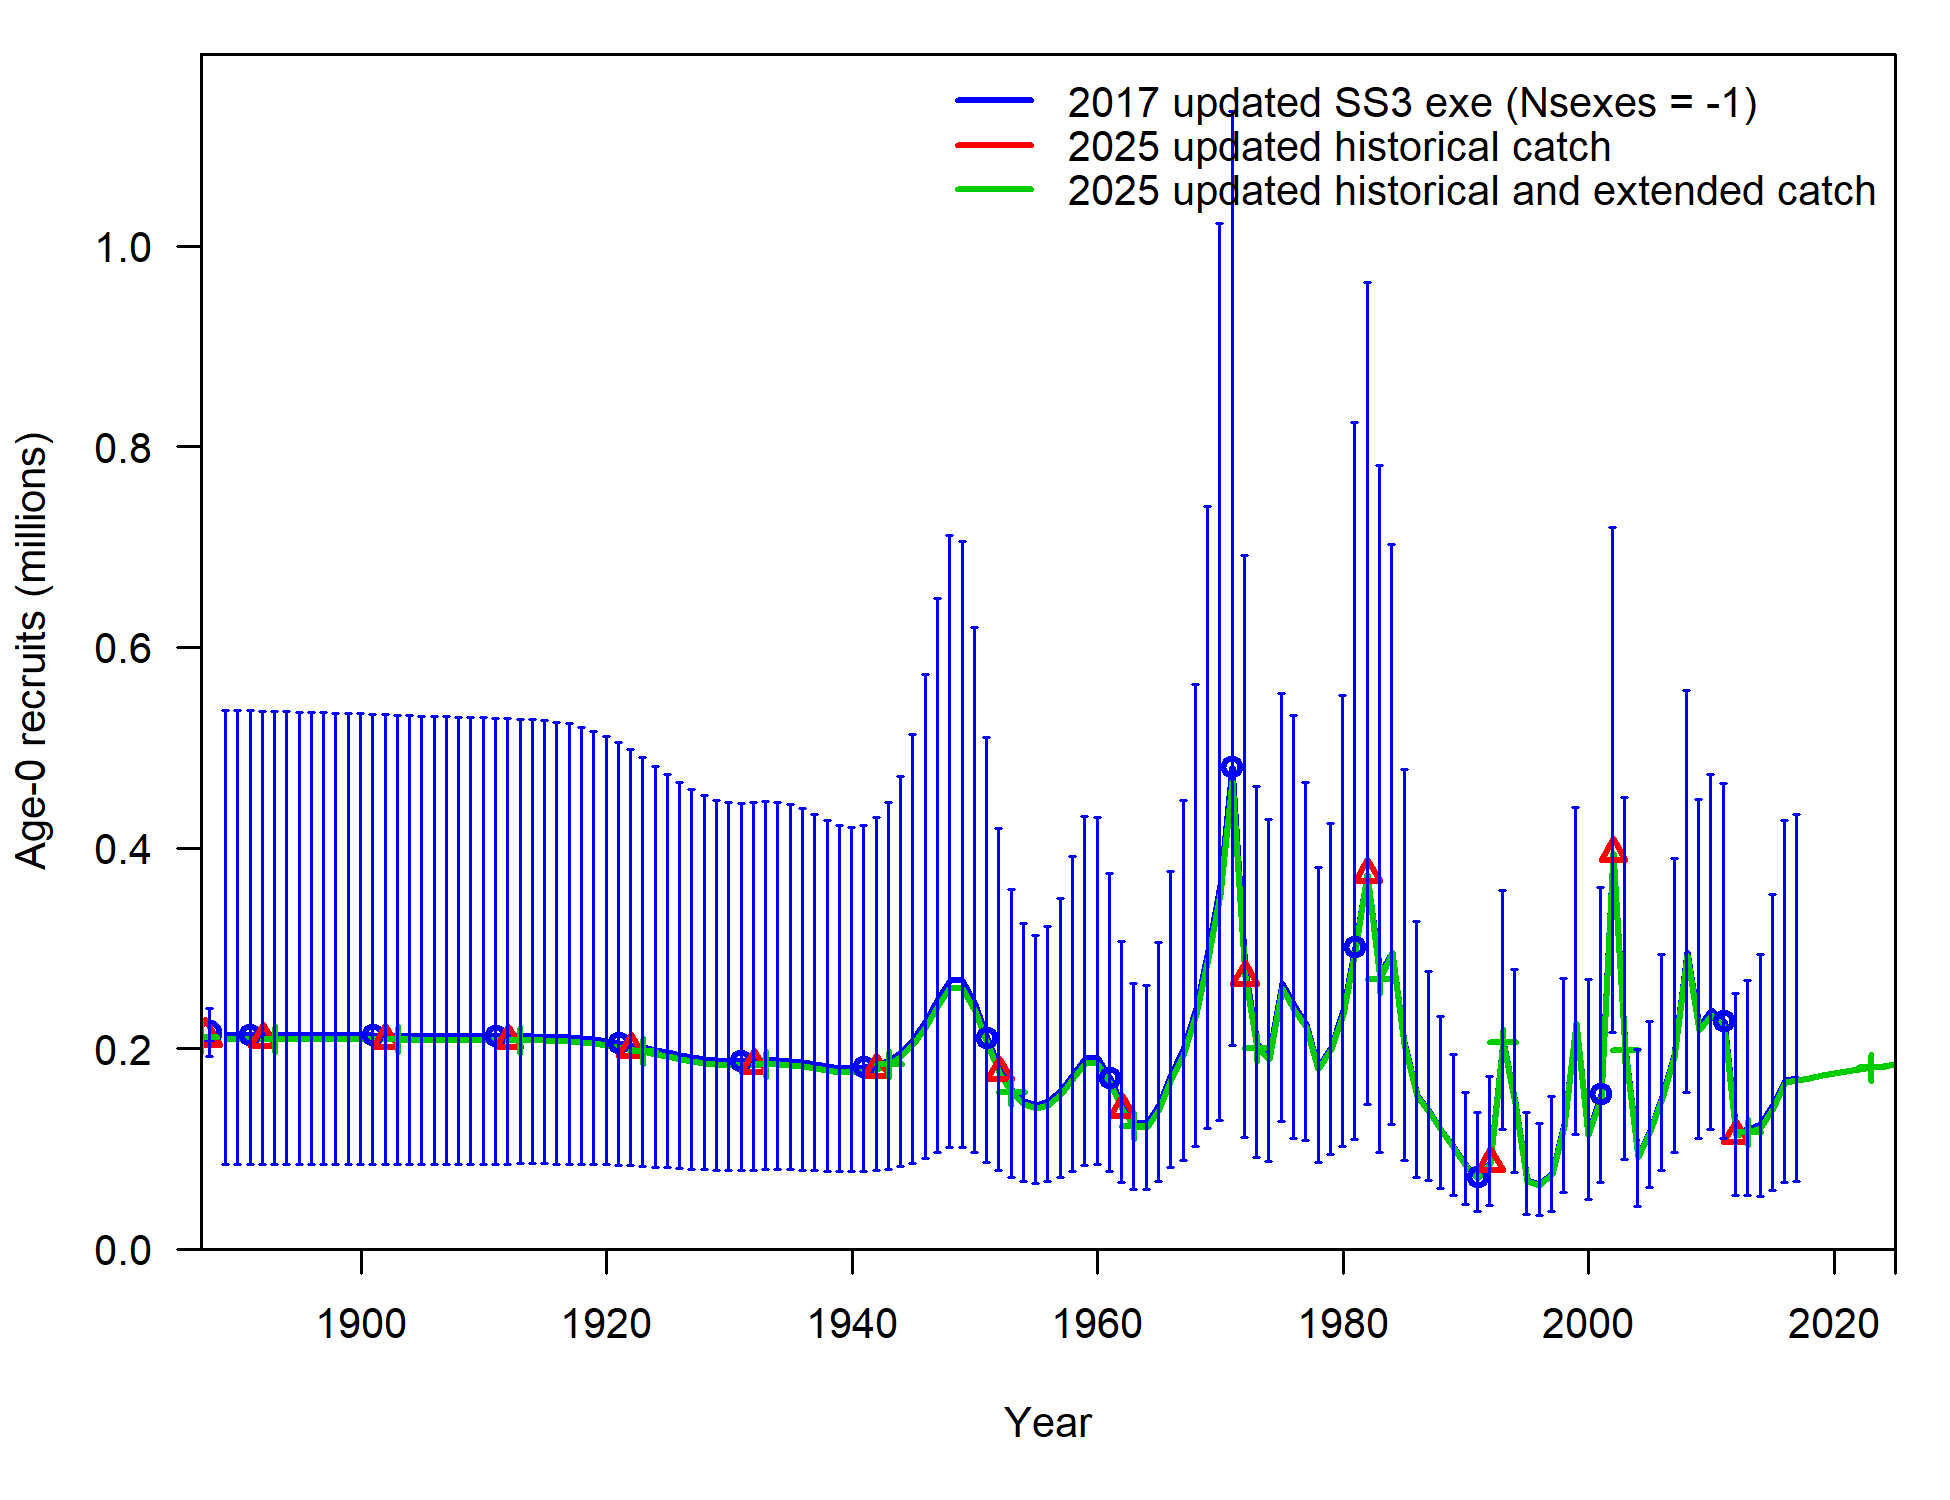 2017 updated SS3 exe (Nsexes = -1)
2025 updated historical catch
2025 updated historical and extended catch
Age-0 recruits (millions)
1.0
0.8
0.6
0.4
0.2
0.0
1900 1920 1940 1960 1980 2000 2020
Year